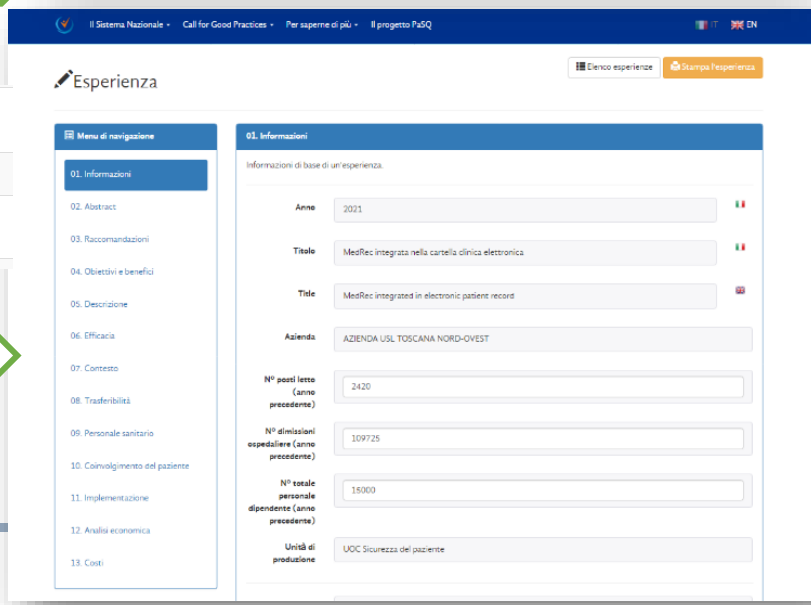 Il Sistema Nazionale Call for Good Practices Per saperne di più Il progetto PaSQ IT EN
Esperienza
Elenco esperienze Stampa l'esperienza
Menu di navigazione
01. Informazioni
02. Abstract
03. Raccomandazioni
04. Obiettivi e benefici
05. Descrizione
06. Efficacia
07. Contesto
08. Trasferibilità
09. Personale sanitario
10. Coinvolgimento del paziente
11. Implementazione
12. Analisi economica
13. Costi
01. Informazioni
Informazioni di base di un'esperienza.
Anno 2021
Titolo MedRec integrata nella cartella clinica elettronica
Title MedRec integrated in electronic patient record
Azienda AZIENDA USL TOSCANA NORD-OVEST
N° posti letto
(anno 2420
precedente)
N° dimissioni
ospedaliere (anno 109725
precedente)
N° totale
personale 15000
dipendente (anno
precedente)
Unità di
produzione UOC Sicurezza del paziente